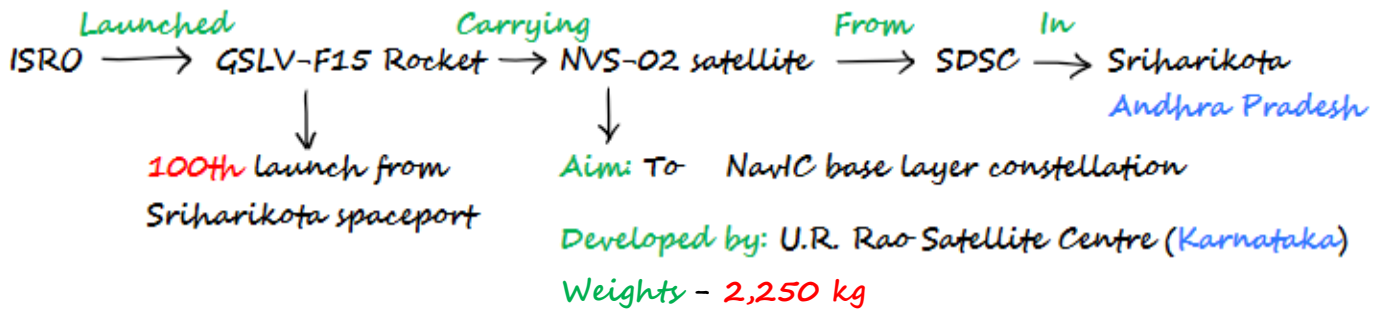 Launched Carrying From In
ISRO → GSLV-F15 Rocket → NVS-02 satellite → SDSC → Sriharikota
Andhra Pradesh
100th launch from
Sriharikota spaceport
Aim: To NavIC base layer constellation
Developed by: U.R. Rao Satellite Centre (Karnataka)
Weights - 2,250 kg